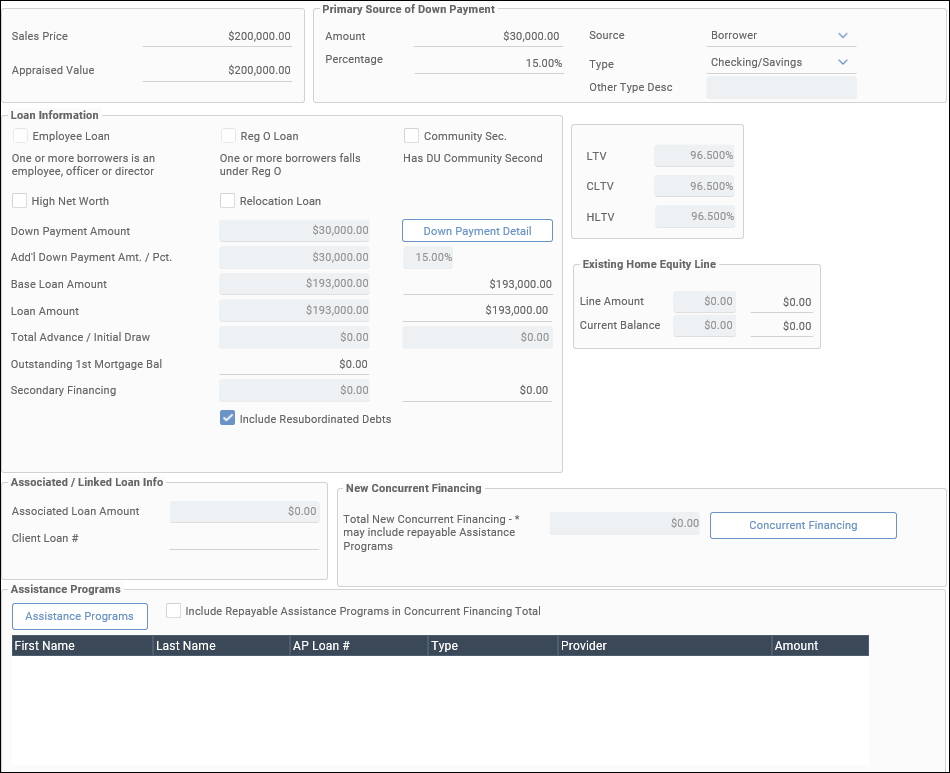 Sales Price $200,000.00
Appraised Value $200,000.00
Primary Source of Down Payment
Amount $30,000.00 Source Borrower
Percentage 15.00% Type Checking/Savings
Other Type Desc
Loan Information
Employee Loan Reg O Loan Community Sec.
One or more borrowers is an One or more borrowers falls Has DU Community Second
employee, officer or director under Reg O
High Net Worth Relocation Loan
Down Payment Amount $30,000.00 Down Payment Detail
Add'l Down Payment Amt. / Pct. $30,000.00 15.00%
Base Loan Amount $193,000.00 $193,000.00
Loan Amount $193,000.00 $193,000.00
Total Advance / Initial Draw $0.00 $0.00
Outstanding 1st Mortgage Bal $0.00
Secondary Financing $0.00 $0.00
Include Resubordinated Debts
LTV 96.500%
CLTV 96.500%
HLTV 96.500%
Existing Home Equity Line
Line Amount $0.00 $0.00
Current Balance $0.00 $0.00
Associated / Linked Loan Info
Associated Loan Amount $0.00
Client Loan #
New Concurrent Financing
Total New Concurrent Financing - * $0.00 Concurrent Financing
may include repayable Assistance
Programs
Assistance Programs
Assistance Programs Include Repayable Assistance Programs in Concurrent Financing Total
First Name Last Name AP Loan # Type Provider Amount